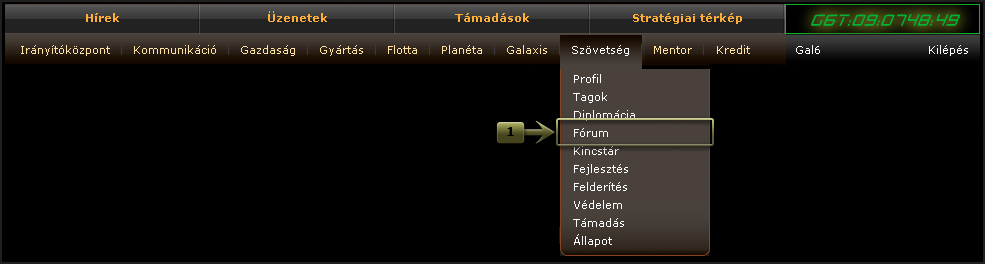 Hírek Üzenetek Támadások Stratégiai térkép G6T:09:0748:49
Irányítóközpont Kommunikáció Gazdaság Gyártás Flotta Planéta Galaxis Szövetség Mentor Kredit Gal6 Kilépés
Profil
Tagok
Diplomácia
1 Fórum
Kincstár
Fejlesztés
Felderítés
Védelem
Támadás
Állapot